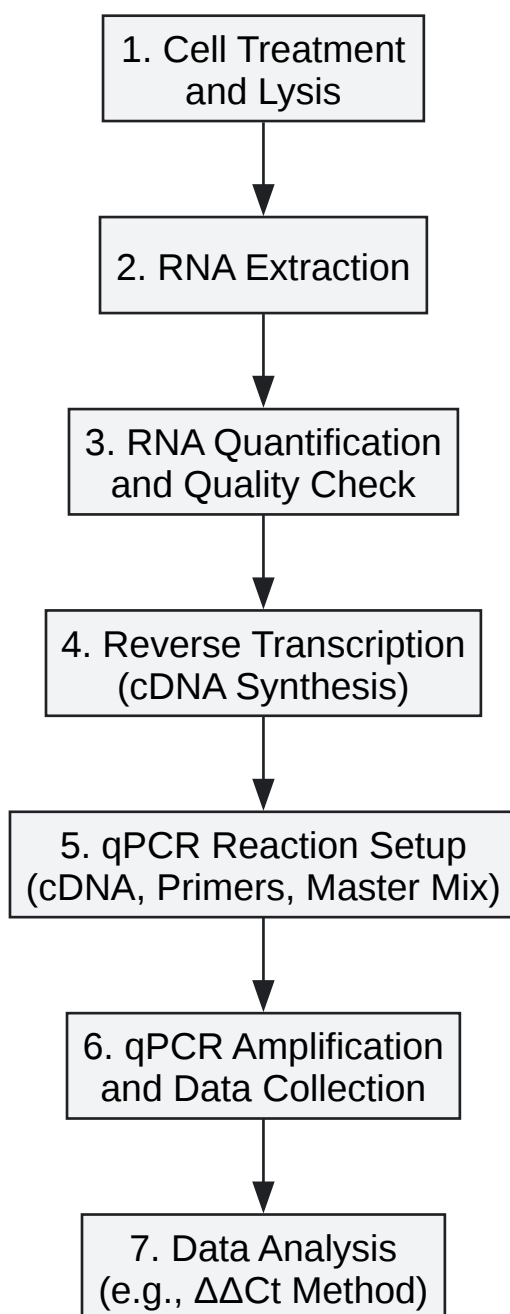 1. Cell Treatment
and Lysis
2. RNA Extraction
3. RNA Quantification
and Quality Check
4. Reverse Transcription
(cDNA Synthesis)
5. qPCR Reaction Setup
(cDNA, Primers, Master Mix)
6. qPCR Amplification
and Data Collection
7. Data Analysis
(e.g., ΔΔCt Method)